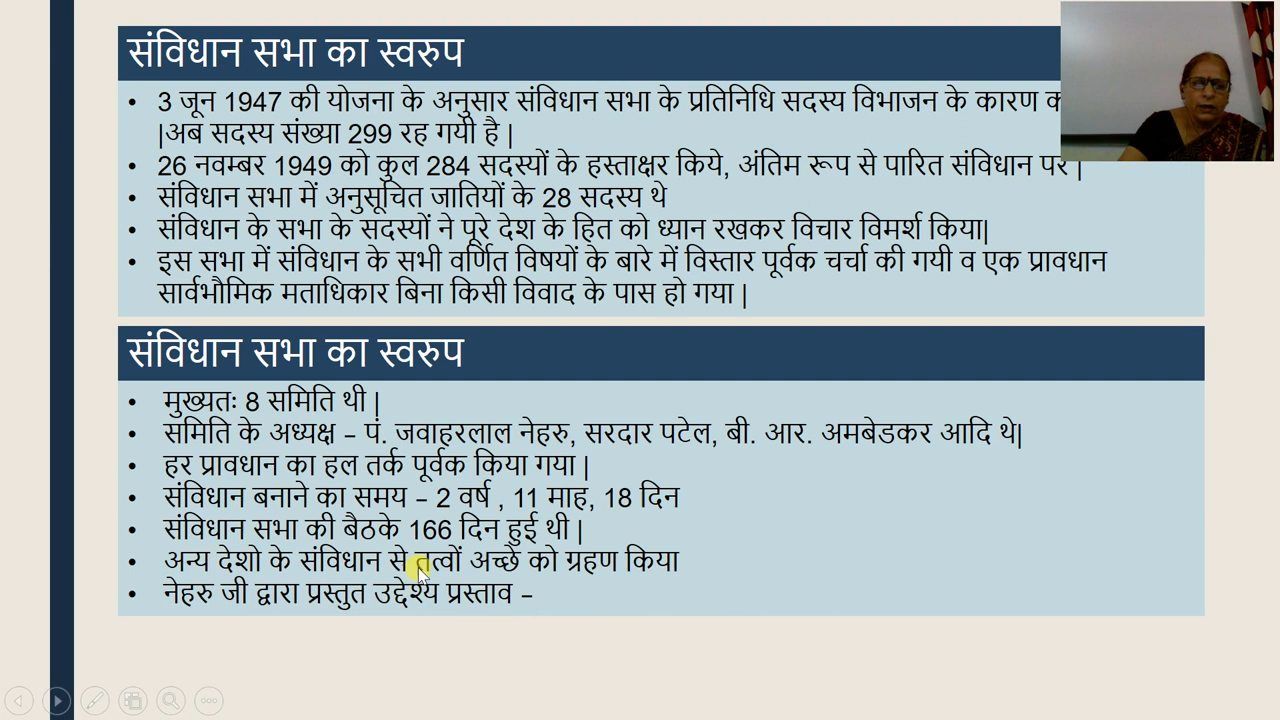 संविधान सभा का स्वरुप
• 3 जून 1947 की योजना के अनुसार संविधान सभा के प्रतिनिधि सदस्य विभाजन के कारण
|अब सदस्य संख्या 299 रह गयी है |
• 26 नवम्बर 1949 को कुल 284 सदस्यों के हस्ताक्षर किये, अंतिम रूप से पारित संविधान पर |
• संविधान सभा में अनुसूचित जातियों के 28 सदस्य थे
• संविधान के सभा के सदस्यों ने पूरे देश के हित को ध्यान रखकर विचार विमर्श किया|
• इस सभा में संविधान के सभी वर्णित विषयों के बारे में विस्तार पूर्वक चर्चा की गयी व एक प्रावधान
सार्वभौमिक मताधिकार बिना किसी विवाद के पास हो गया |
संविधान सभा का स्वरुप
• मुख्यतः 8 समिति थी |
• समिति के अध्यक्ष – पं. जवाहरलाल नेहरु, सरदार पटेल, बी. आर. अमबेडकर आदि थे|
• हर प्रावधान का हल तर्क पूर्वक किया गया |
• संविधान बनाने का समय – 2 वर्ष , 11 माह, 18 दिन
• संविधान सभा की बैठके 166 दिन हुई थी |
• अन्य देशो के संविधान से तत्वों अच्छे को ग्रहण किया
• नेहरु जी द्वारा प्रस्तुत उद्देश्य प्रस्ताव –